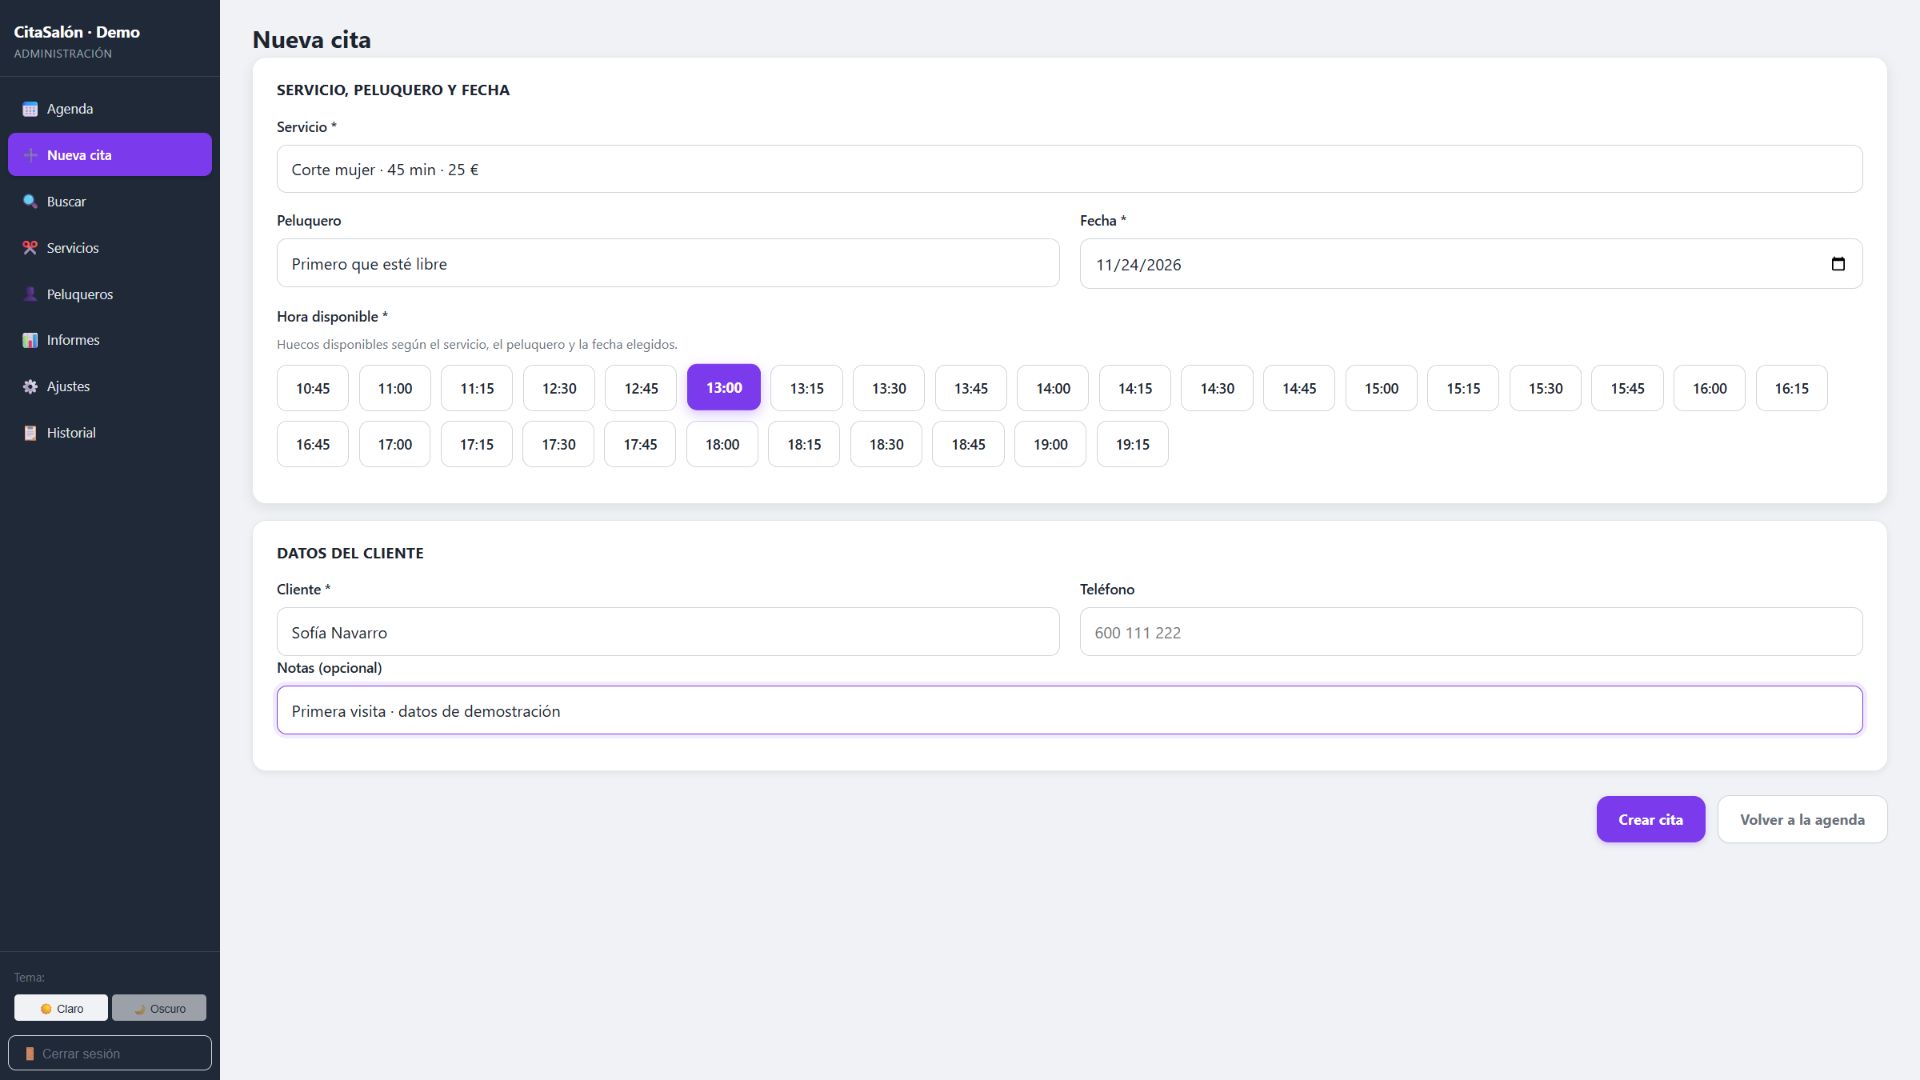 CitaSalón · Demo
ADMINISTRACIÓN
Agenda
Nueva cita
Buscar
Servicios
Peluqueros
Informes
Ajustes
Historial
Tema:
Claro
Oscuro
Cerrar sesión
Nueva cita
SERVICIO, PELUQUERO Y FECHA
Servicio *
Corte mujer · 45 min · 25 €
Peluquero
Fecha *
Primero que esté libre
11/24/2026
Hora disponible *
Huecos disponibles según el servicio, el peluquero y la fecha elegidos.
10:45 11:00 11:15 12:30 12:45 13:00 13:15 13:30 13:45 14:00 14:15 14:30 14:45 15:00 15:15 15:30 15:45 16:00 16:15
16:45 17:00 17:15 17:30 17:45 18:00 18:15 18:30 18:45 19:00 19:15
DATOS DEL CLIENTE
Cliente *
Teléfono
Sofía Navarro
600 111 222
Notas (opcional)
Primera visita · datos de demostración
Crear cita
Volver a la agenda